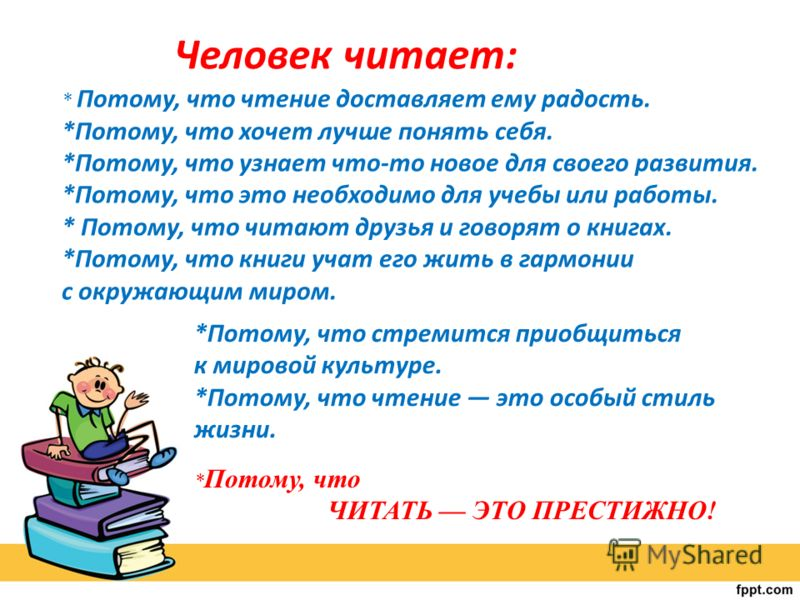 Человек читает:
* Потому, что чтение доставляет ему радость.
*Потому, что хочет лучше понять себя.
*Потому, что узнает что-то новое для своего развития.
*Потому, что это необходимо для учебы или работы.
* Потому, что читают друзья и говорят о книгах.
*Потому, что книги учат его жить в гармонии
с окружающим миром.
*Потому, что стремится приобщиться
к мировой культуре.
*Потому, что чтение — это особый стиль
жизни.
*Потому, что
ЧИТАТЬ — ЭТО ПРЕСТИЖНО!
MyShared
fppt.com